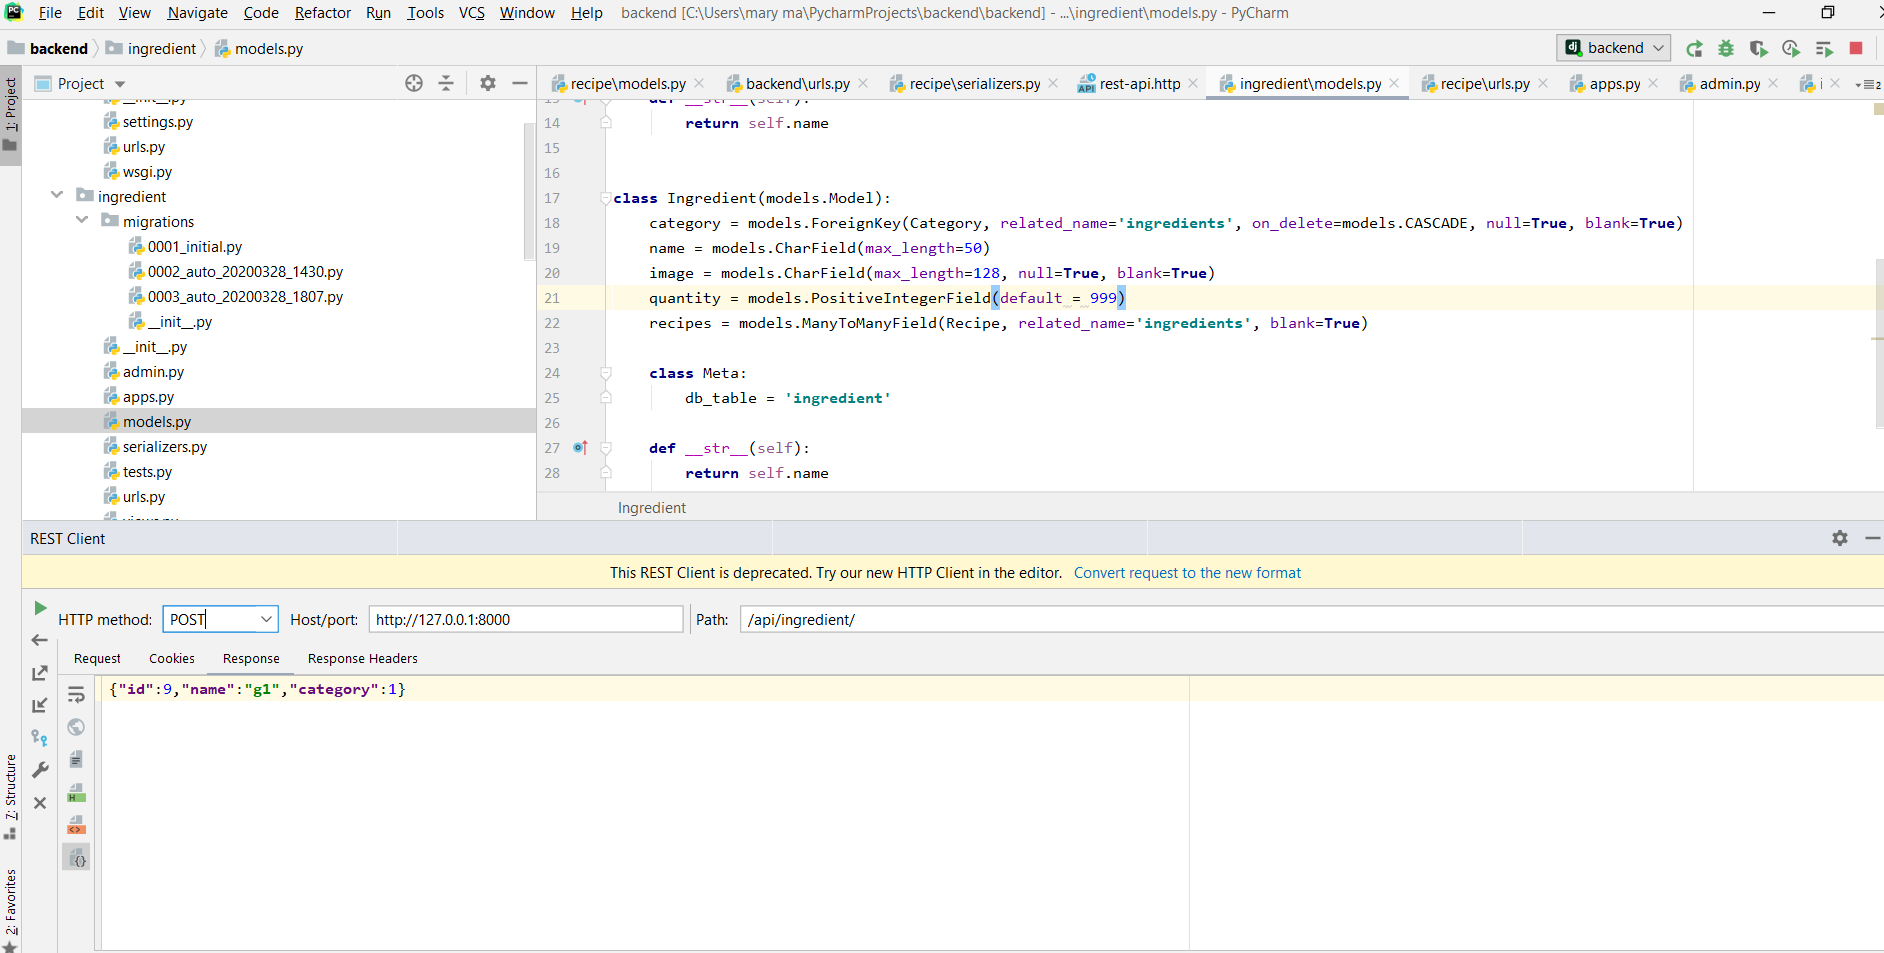 File Edit View Navigate Code Refactor Run Tools VCS Window Help backend [C:\Users\mary ma\PycharmProjects\backend\backend] - ...\ingredient\models.py - PyCharm
backend ingredient models.py
dj backend
1: Project
Project
recipe\models.py backend\urls.py recipe\serializers.py rest-api.http ingredient\models.py recipe\urls.py apps.py admin.py i 2
__init__.py
settings.py
urls.py
wsgi.py
ingredient
migrations
0001_initial.py
0002_auto_20200328_1430.py
0003_auto_20200328_1807.py
__init__.py
__init__.py
admin.py
apps.py
models.py
serializers.py
tests.py
urls.py
views.py
13 def __str__(self):
14 return self.name
15
16
17 class Ingredient(models.Model):
18 category = models.ForeignKey(Category, related_name='ingredients', on_delete=models.CASCADE, null=True, blank=True)
19 name = models.CharField(max_length=50)
20 image = models.CharField(max_length=128, null=True, blank=True)
21 quantity = models.PositiveIntegerField(default = 999)
22 recipes = models.ManyToManyField(Recipe, related_name='ingredients', blank=True)
23
24 class Meta:
25 db_table = 'ingredient'
26
27 def __str__(self):
28 return self.name
Ingredient
REST Client
This REST Client is deprecated. Try our new HTTP Client in the editor. Convert request to the new format
HTTP method: POST Host/port: http://127.0.0.1:8000 Path: /api/ingredient/
Request Cookies Response Response Headers
{"id":9,"name":"g1","category":1}
7: Structure
2: Favorites